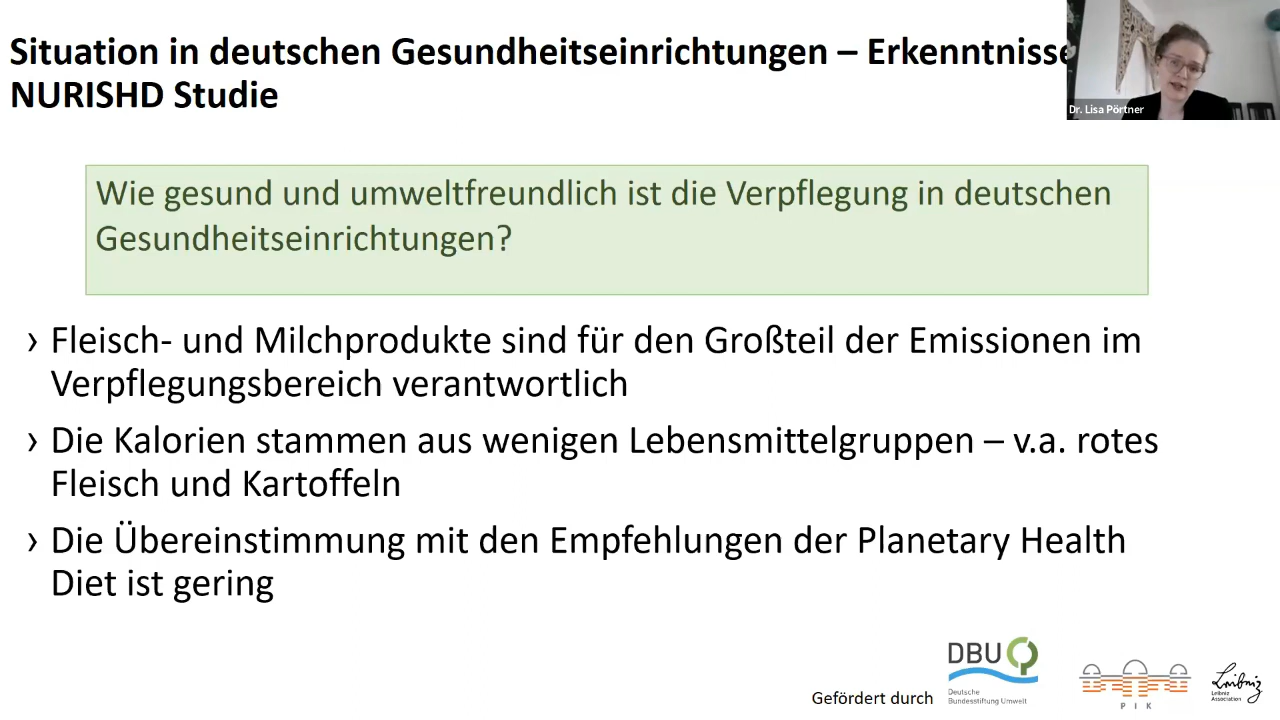 Situation in deutschen Gesundheitseinrichtungen – Erkenntnisse
NURISHD Studie
Dr. Lisa Pörtner
Wie gesund und umweltfreundlich ist die Verpflegung in deutschen
Gesundheitseinrichtungen?
› Fleisch- und Milchprodukte sind für den Großteil der Emissionen im
Verpflegungsbereich verantwortlich
› Die Kalorien stammen aus wenigen Lebensmittelgruppen – v.a. rotes
Fleisch und Kartoffeln
› Die Übereinstimmung mit den Empfehlungen der Planetary Health
Diet ist gering
Gefördert durch
DBU
Deutsche
Bundesstiftung Umwelt
PIK
Leibniz
Leibniz
Association